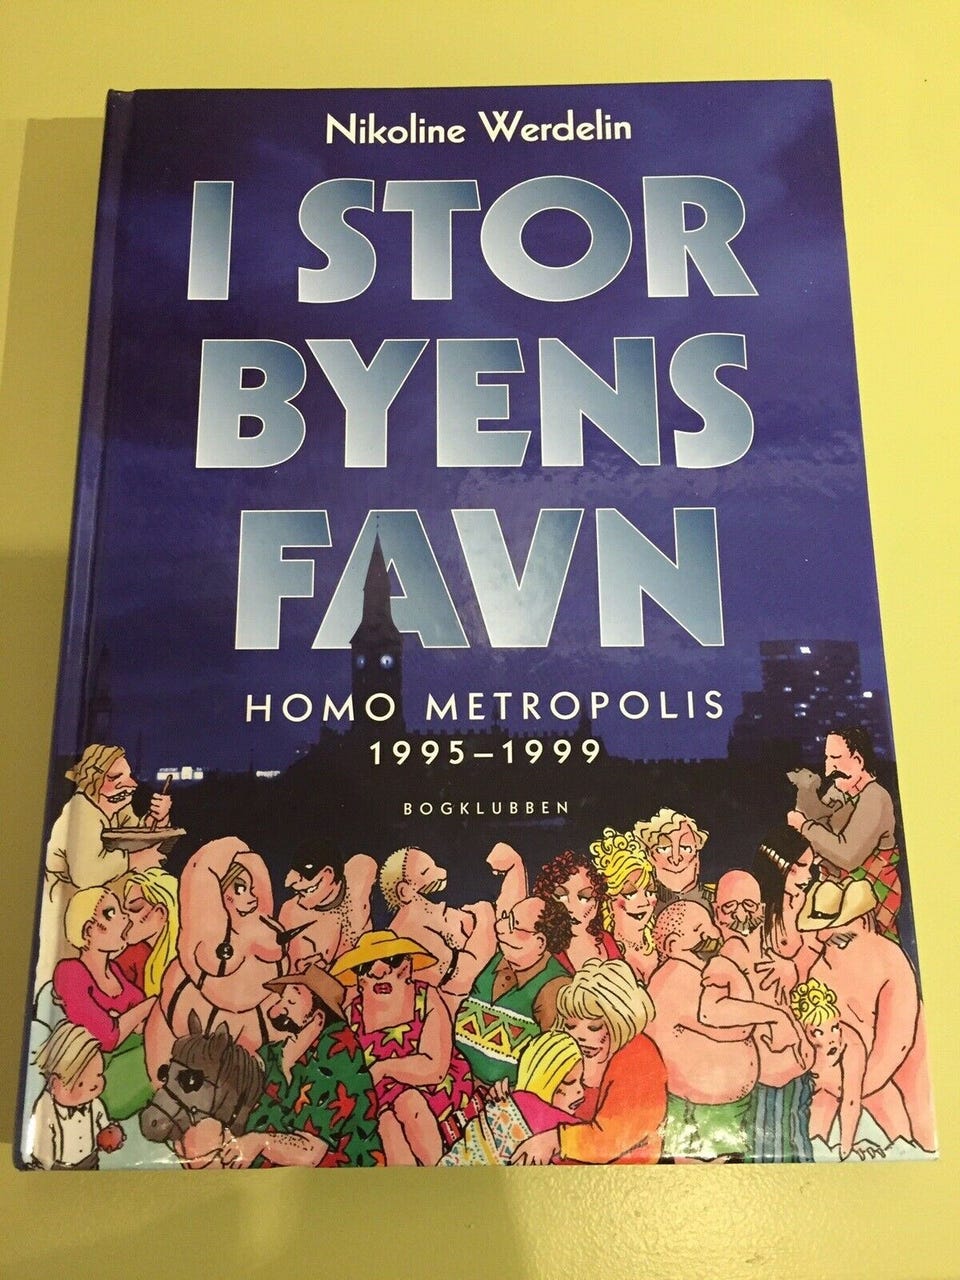 Nikoline Werdelin
I STOR
BYENS
FAVN
HOMO METROPOLIS
1995–1999
BOGKLUBBEN